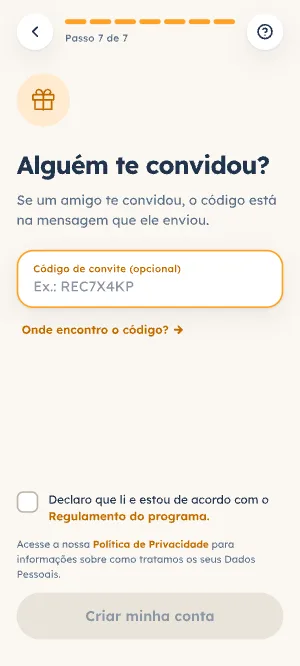 Passo 7 de 7
Alguém te convidou?
Se um amigo te convidou, o código está
na mensagem que ele enviou.
Código de convite (opcional)
Ex.: REC7X4KP
Onde encontro o código? →
Declaro que li e estou de acordo com o
Regulamento do programa.
Acesse a nossa Política de Privacidade para
informações sobre como tratamos os seus Dados
Pessoais.
Criar minha conta